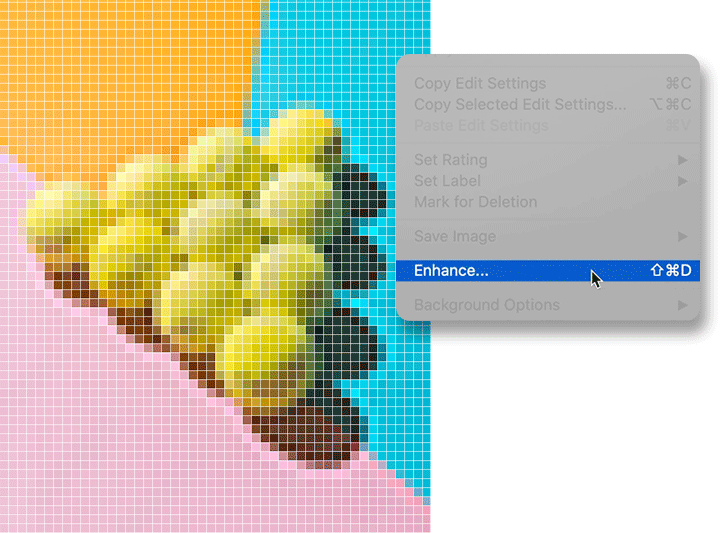 Copy Edit Settings ⌘C
Copy Selected Edit Settings... ⌥⌘C
Paste Edit Settings ⌘V
Set Rating ▶
Set Label ▶
Mark for Deletion
Save Image ▶
Enhance... ⇧⌘D
Background Options ▶